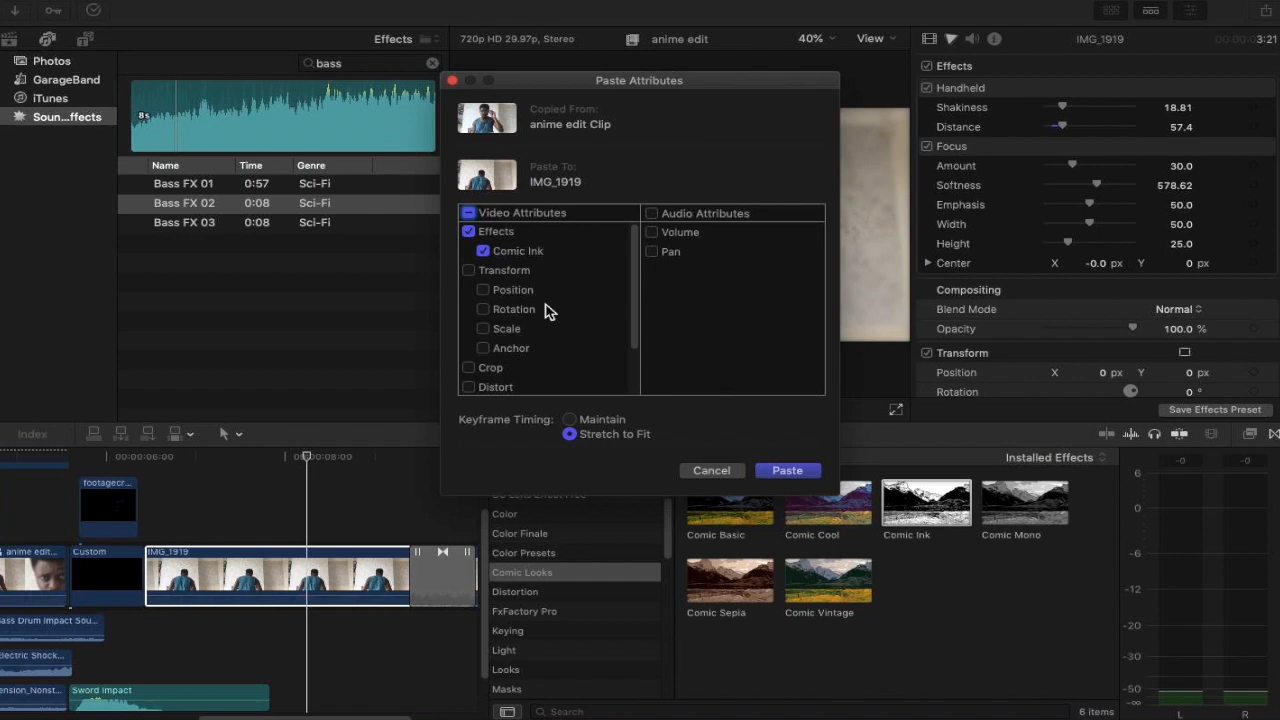 Effects
720p HD 29.97p, Stereo
anime edit
40%
View
IMG_1919
3:21
Photos
GarageBand
iTunes
Soun...ffects
bass
8s
Name Time Genre
Bass FX 01 0:57 Sci-Fi
Bass FX 02 0:08 Sci-Fi
Bass FX 03 0:08 Sci-Fi
Paste Attributes
Copied From:
anime edit Clip
Paste To:
IMG_1919
Video Attributes
Effects
Comic Ink
Transform
Position
Rotation
Scale
Anchor
Crop
Distort
Audio Attributes
Volume
Pan
Keyframe Timing: Maintain
Stretch to Fit
Cancel
Paste
Effects
Handheld
Shakiness 18.81
Distance 57.4
Focus
Amount 30.0
Softness 578.62
Emphasis 50.0
Width 50.0
Height 25.0
Center X -0.0 px Y 0 px
Compositing
Blend Mode Normal
Opacity 100.0 %
Transform
Position X 0 px Y 0 px
Rotation 0 °
Save Effects Preset
Index
00:00:06:00
00:00:08:00
footagecr...
anime edit...
Custom
IMG_1919
Bass Drum Impact Sou...
Electric Shock...
ension_Nonst...
Sword impact
Installed Effects
Color
Color Finale
Color Presets
Comic Looks
Distortion
FxFactory Pro
Keying
Light
Looks
Masks
Comic Basic
Comic Cool
Comic Ink
Comic Mono
Comic Sepia
Comic Vintage
Search
6 items
-0 -0
6
0
-6
-12
-20
-30
-50
-∞
L R